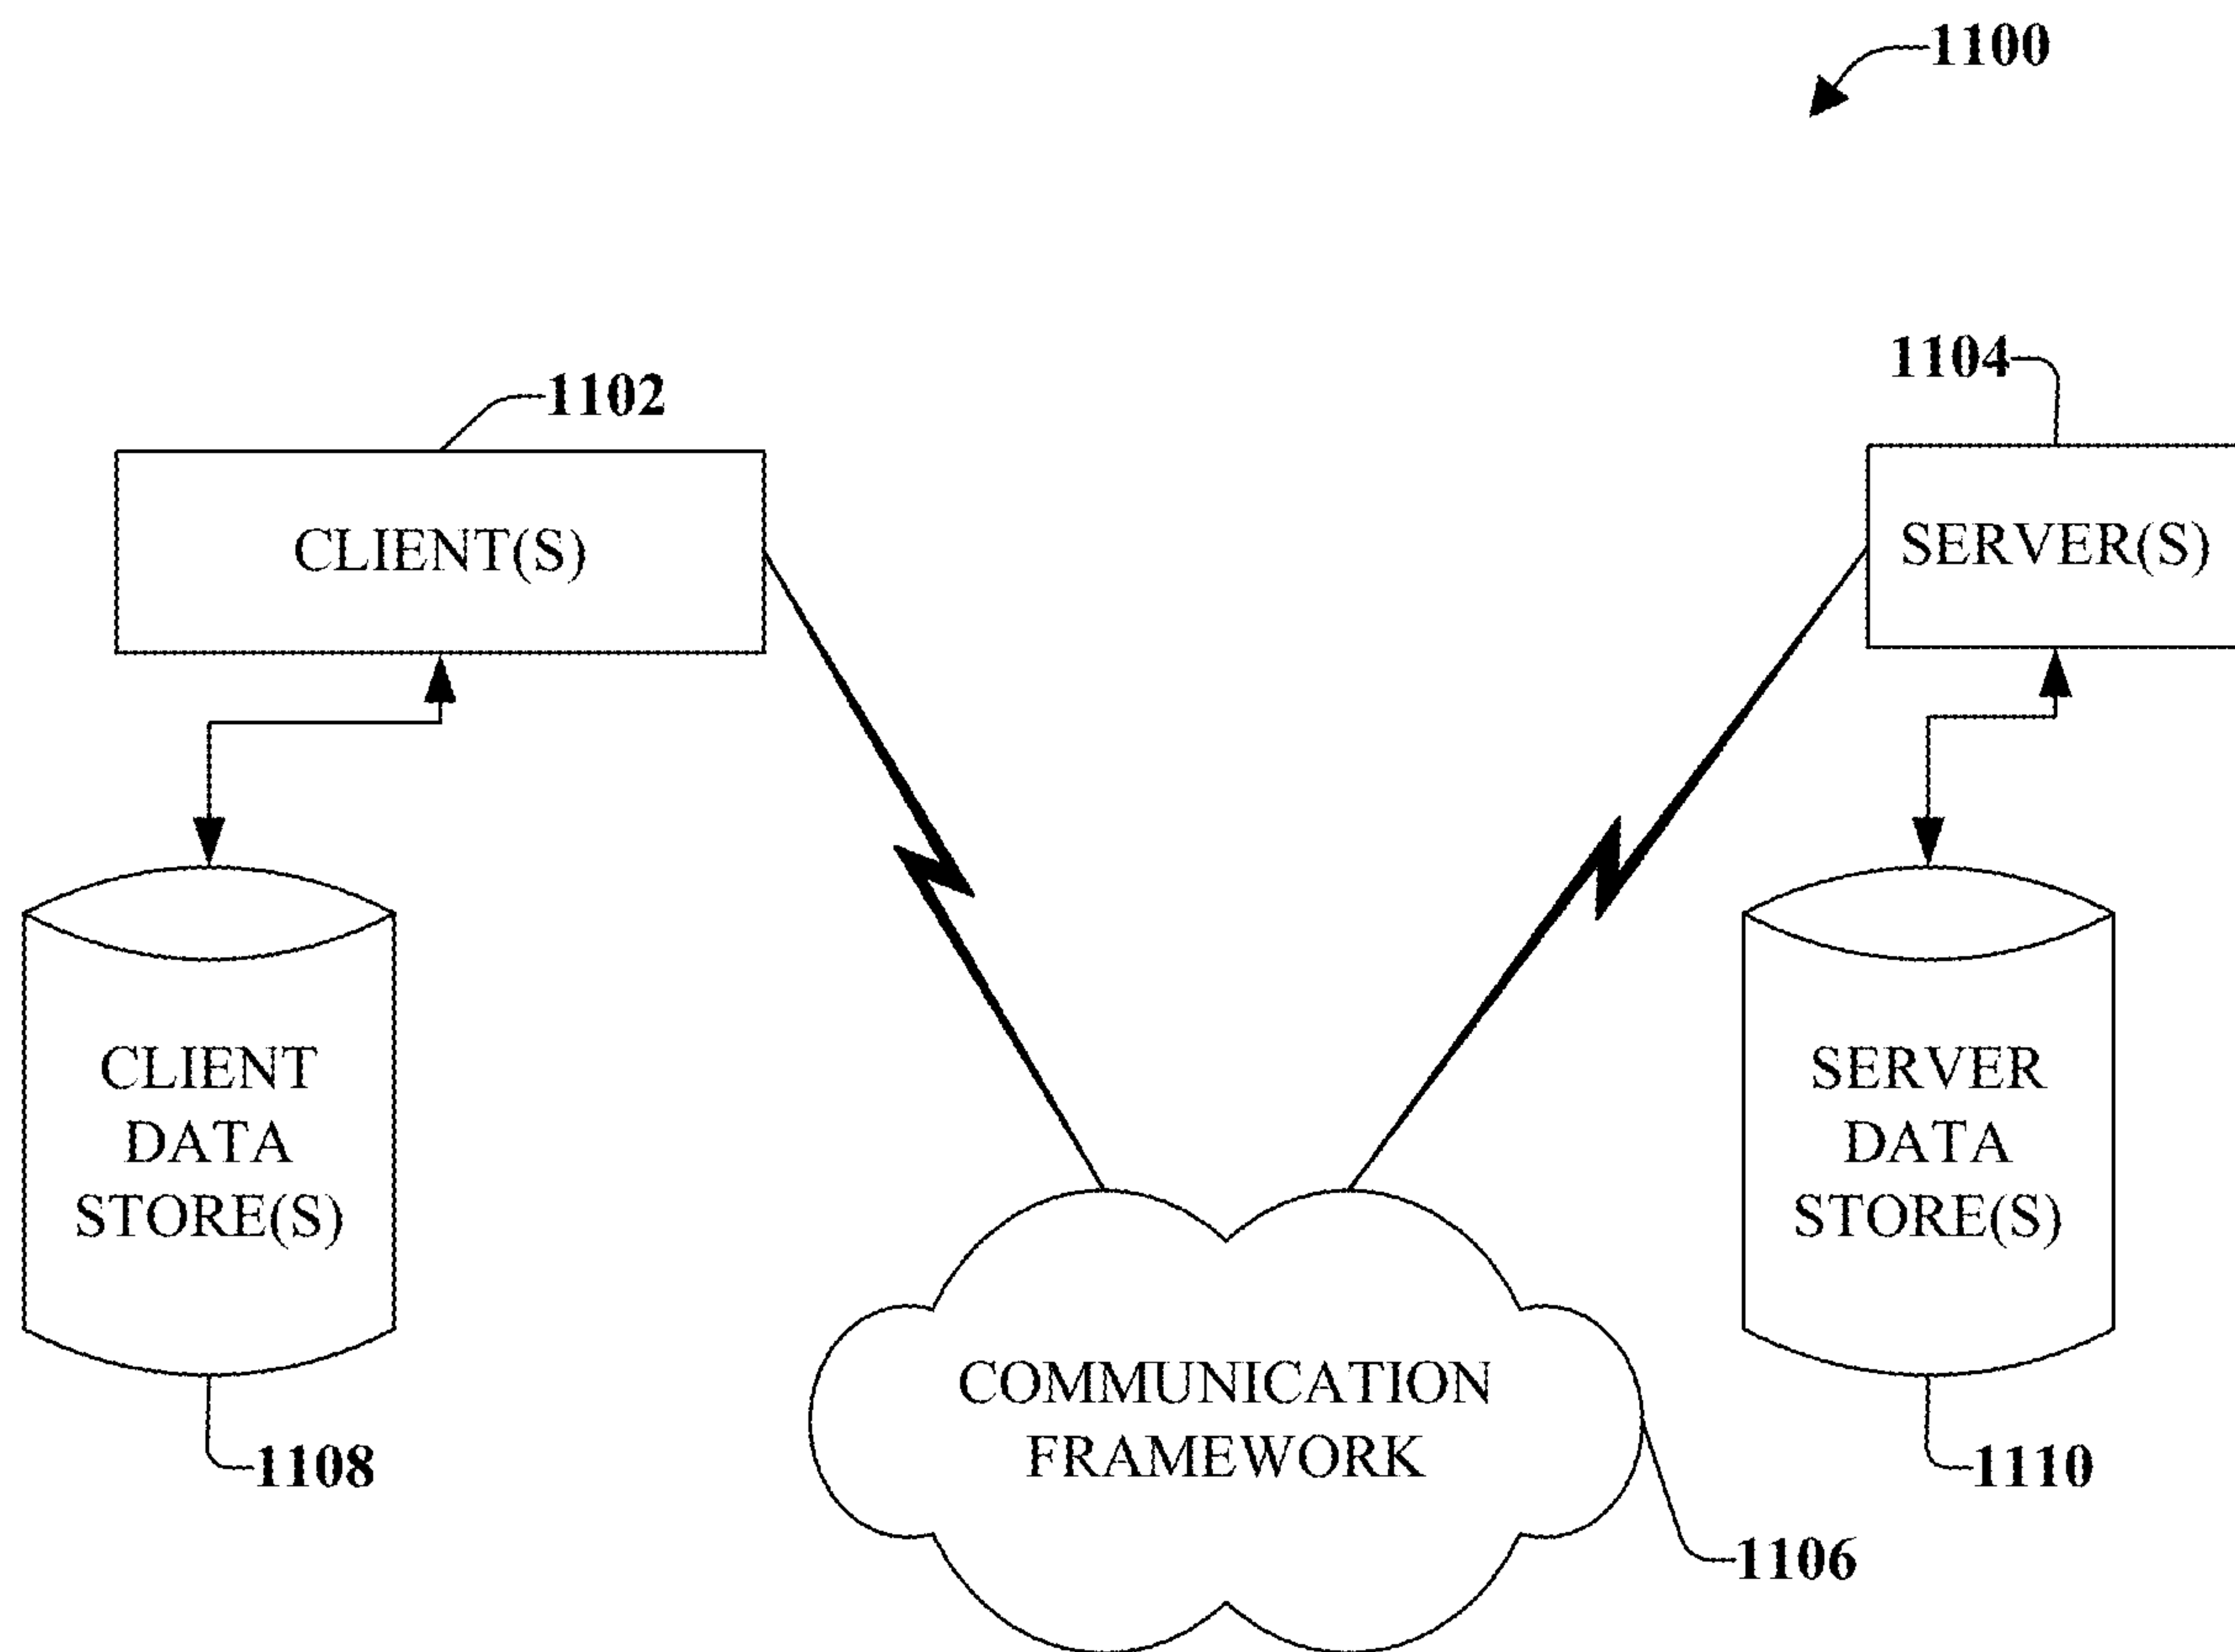 1100
1102
1104
CLIENT(S)
SERVER(S)
CLIENT
DATA
STORE(S)
SERVER
DATA
STORE(S)
COMMUNICATION
FRAMEWORK
1108
1110
1106